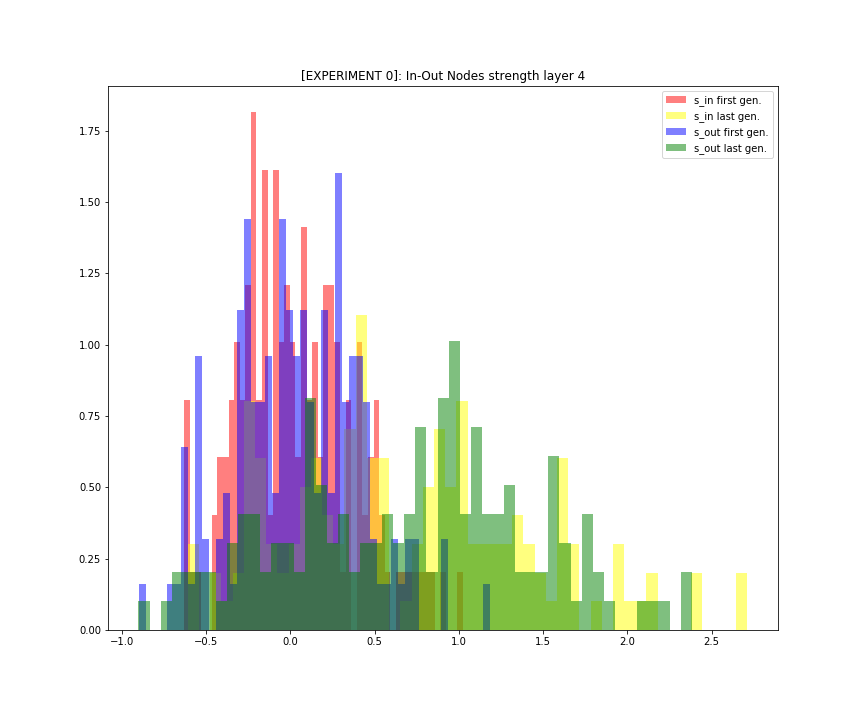 [EXPERIMENT 0]: In-Out Nodes strength layer 4
s_in first gen.
s_in last gen.
s_out first gen.
s_out last gen.
1.75
1.50
1.25
1.00
0.75
0.50
0.25
0.00
−1.0 −0.5 0.0 0.5 1.0 1.5 2.0 2.5